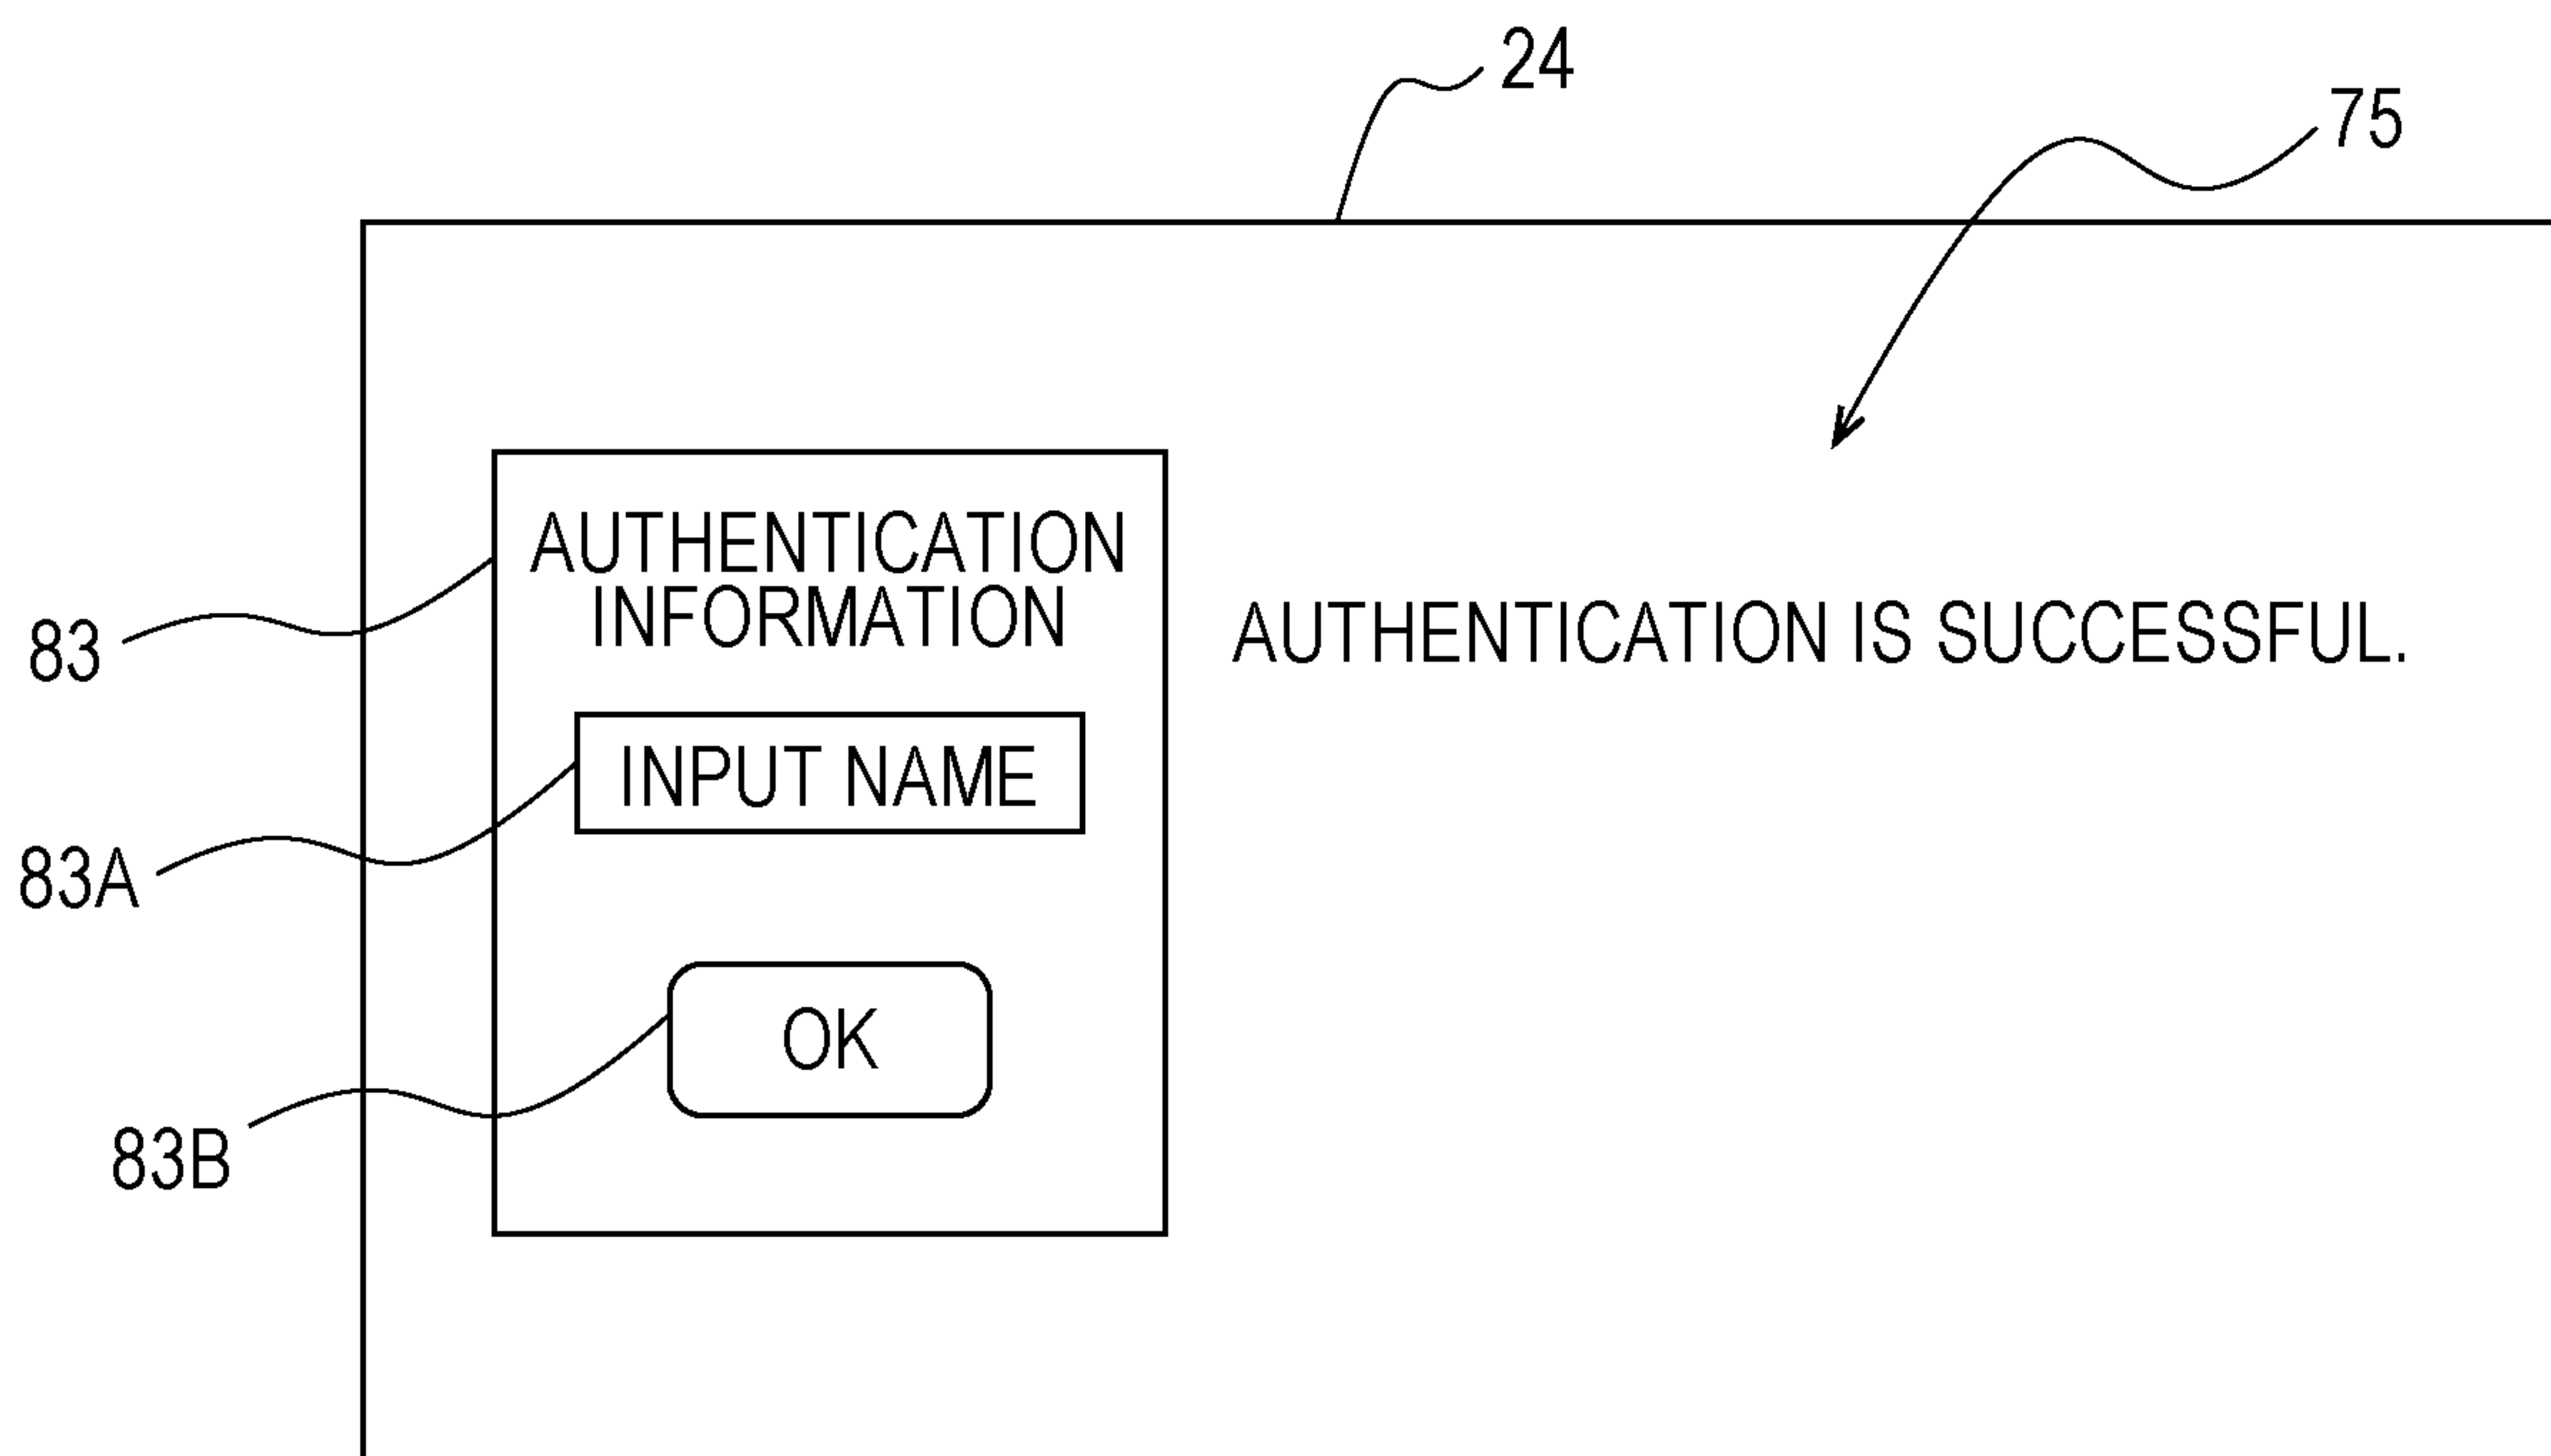 24
75
AUTHENTICATION
INFORMATION
83
AUTHENTICATION IS SUCCESSFUL.
INPUT NAME
83A
OK
83B